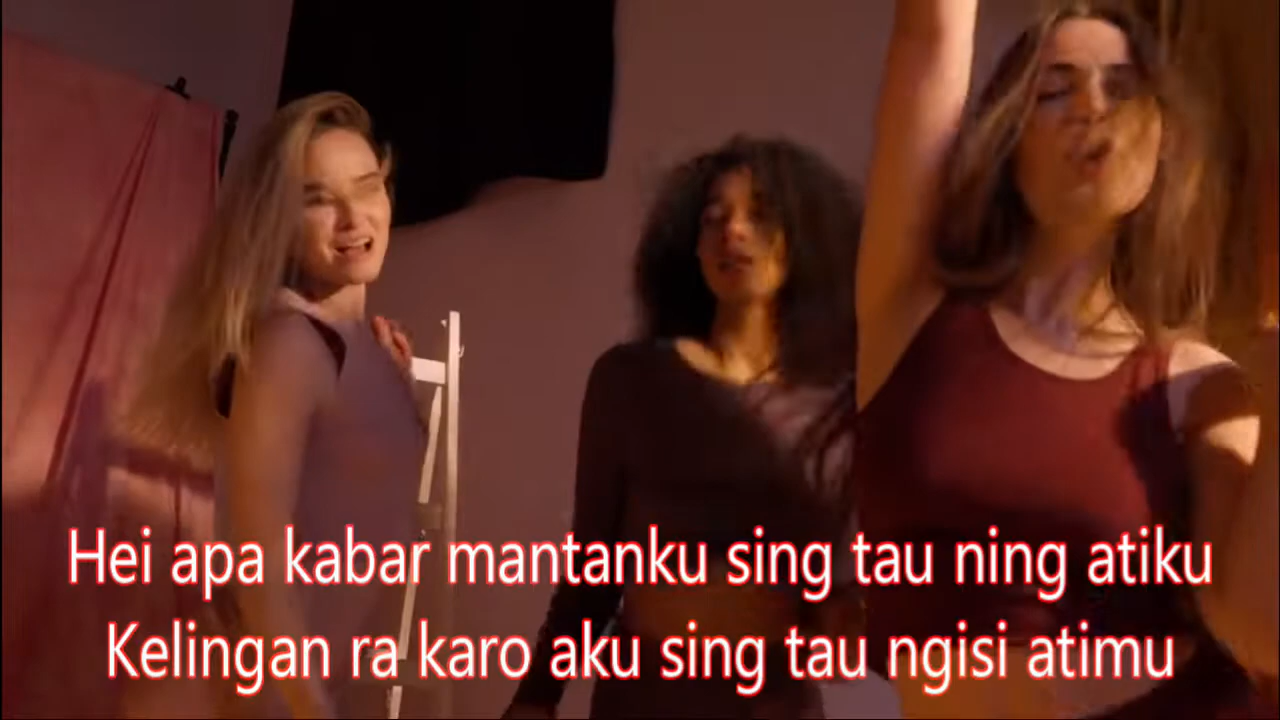 Hei apa kabar mantanku sing tau ning atiku
Kelingan ra karo aku sing tau ngisi atimu